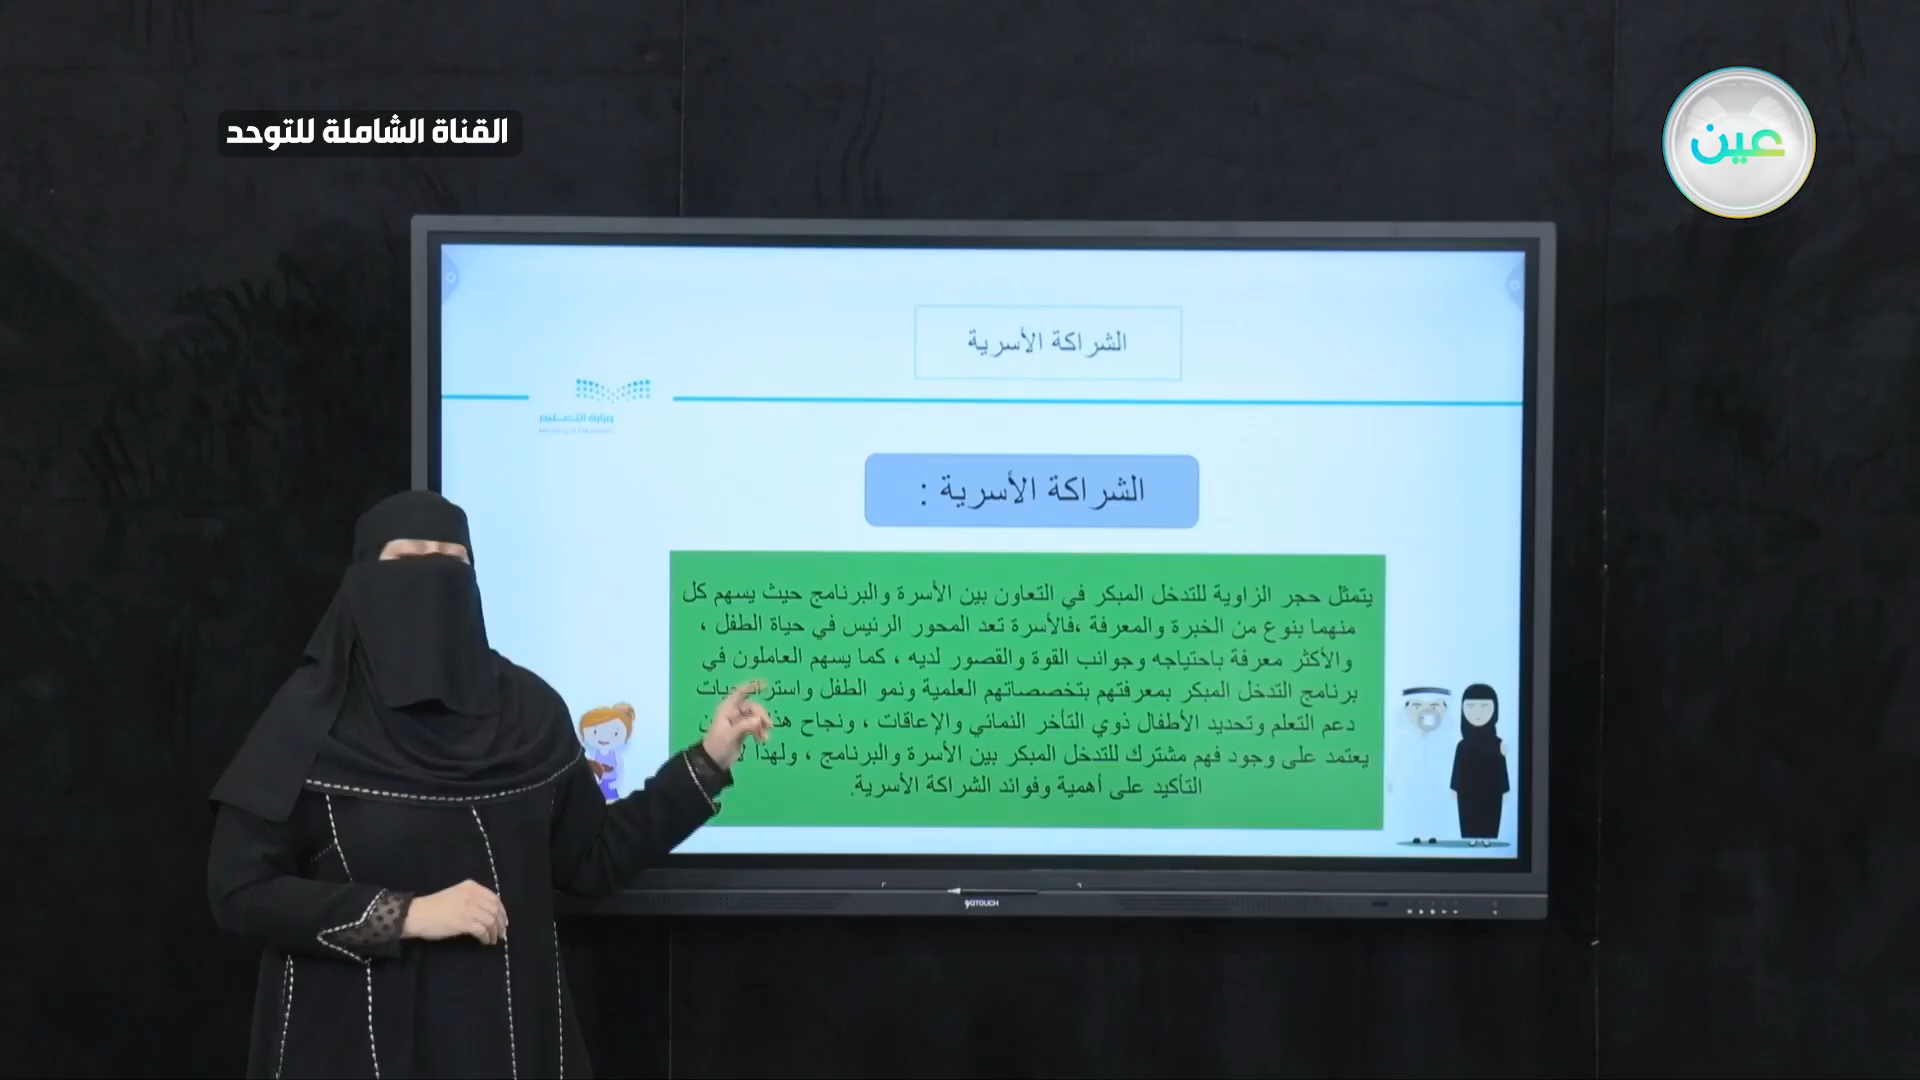 القناة الشاملة للتوحد
عين
الشراكة الأسرية
وزارة التعليم
Ministry of Education
الشراكة الأسرية :
يتمثل حجر الزاوية للتدخل المبكر في التعاون بين الأسرة والبرنامج حيث يسهم كل
منهما بنوع من الخبرة والمعرفة ،فالأسرة تعد المحور الرئيس في حياة الطفل ،
والأكثر معرفة باحتياجه وجوانب القوة والقصور لديه ، كما يسهم العاملون في
برنامج التدخل المبكر بمعرفتهم بتخصصاتهم العلمية ونمو الطفل واستراتيجيات
دعم التعلم وتحديد الأطفال ذوي التأخر النمائي والإعاقات ، ونجاح
يعتمد على وجود فهم مشترك للتدخل المبكر بين الأسرة والبرنامج ، ولهذا
التأكيد على أهمية وفوائد الشراكة الأسرية.